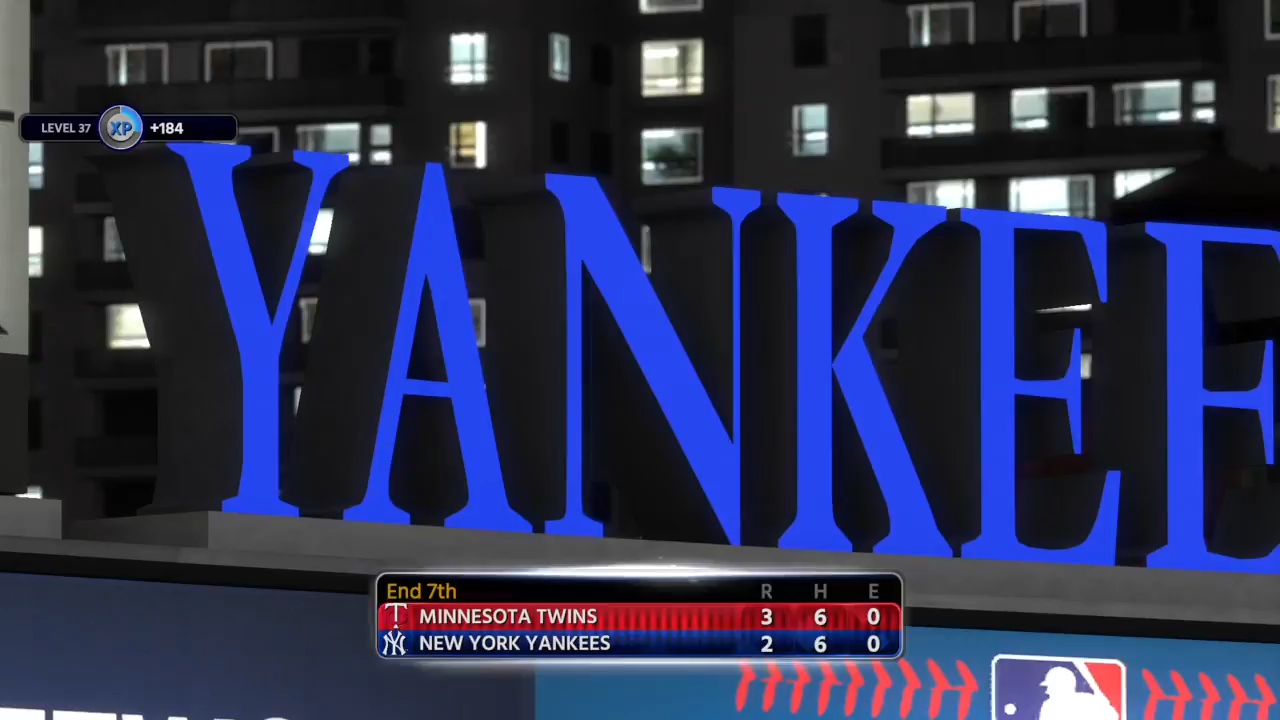 LEVEL 37 XP +184
YANKEE
End 7th R H E
MINNESOTA TWINS 3 6 0
NEW YORK YANKEES 2 6 0